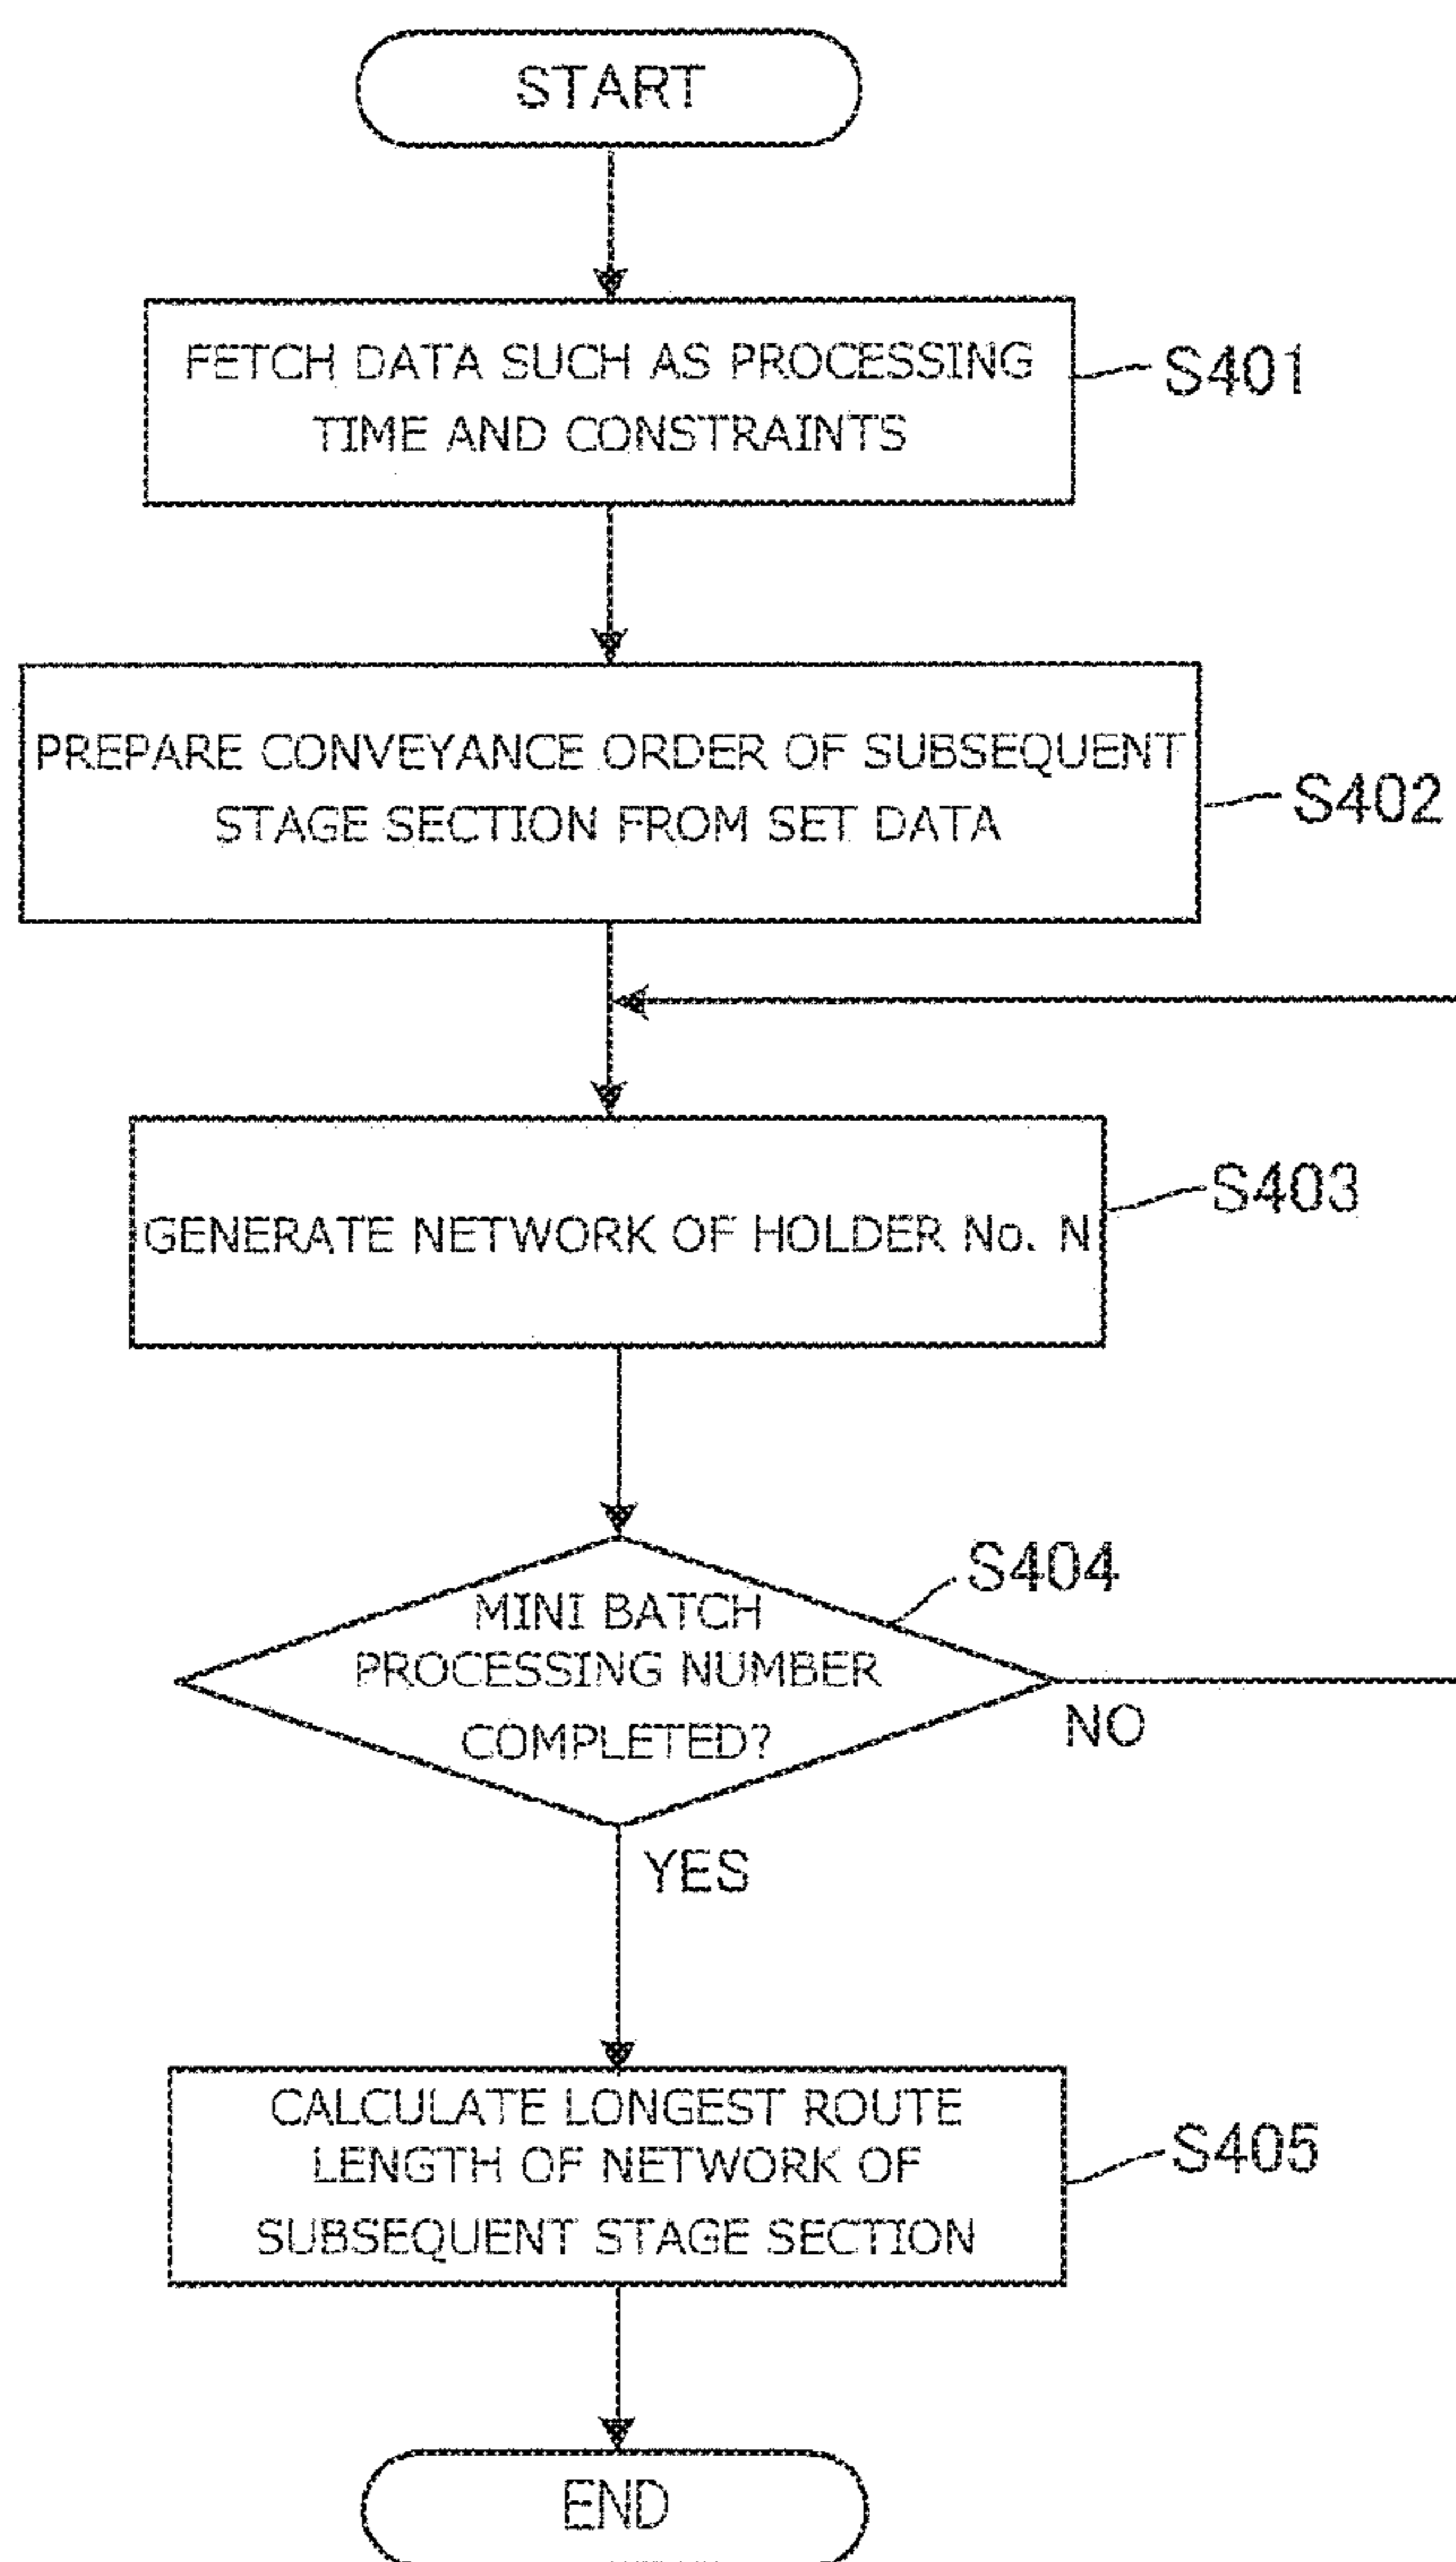 START
FETCH DATA SUCH AS PROCESSING
TIME AND CONSTRAINTS
S401
PREPARE CONVEYANCE ORDER OF SUBSEQUENT
STAGE SECTION FROM SET DATA
S402
GENERATE NETWORK OF HOLDER No. N
S403
MINI BATCH
PROCESSING NUMBER
COMPLETED?
S404
NO
YES
CALCULATE LONGEST ROUTE
LENGTH OF NETWORK OF
SUBSEQUENT STAGE SECTION
S405
END